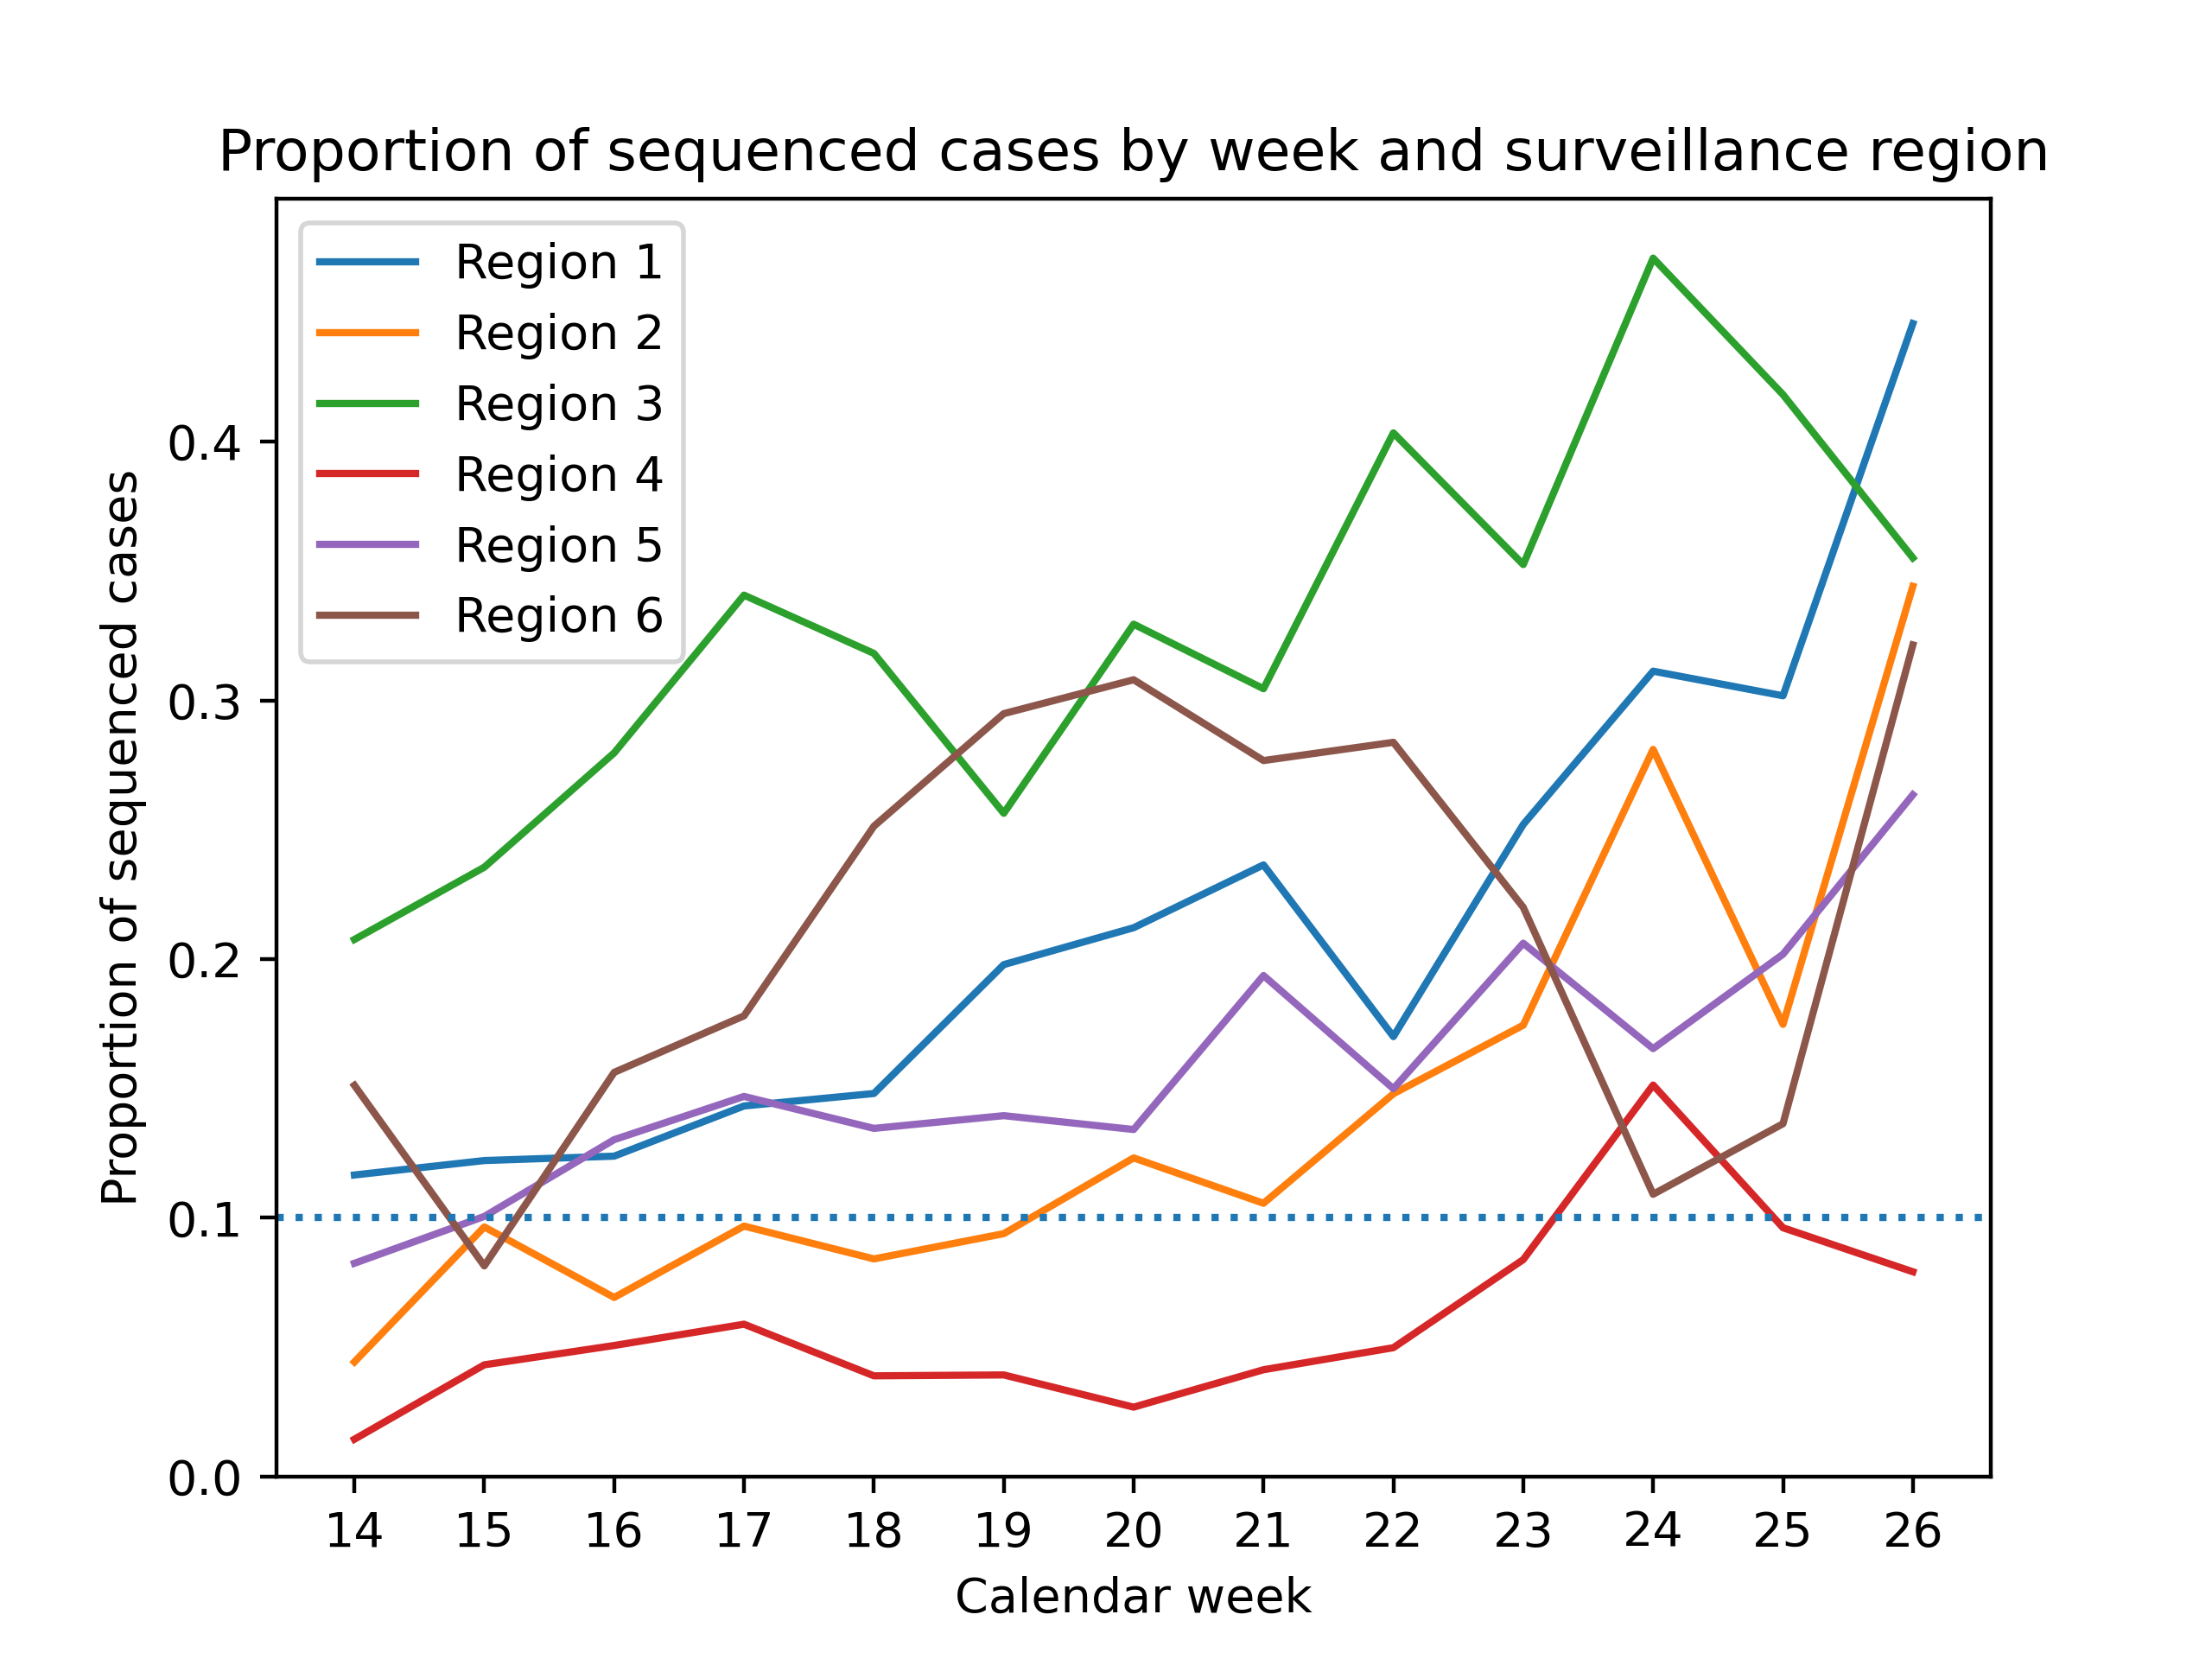 Proportion of sequenced cases by week and surveillance region
Region 1
Region 2
Region 3
Region 4
Region 5
Region 6
Proportion of sequenced cases
0.4
0.3
0.2
0.1
0.0
14 15 16 17 18 19 20 21 22 23 24 25 26
Calendar week